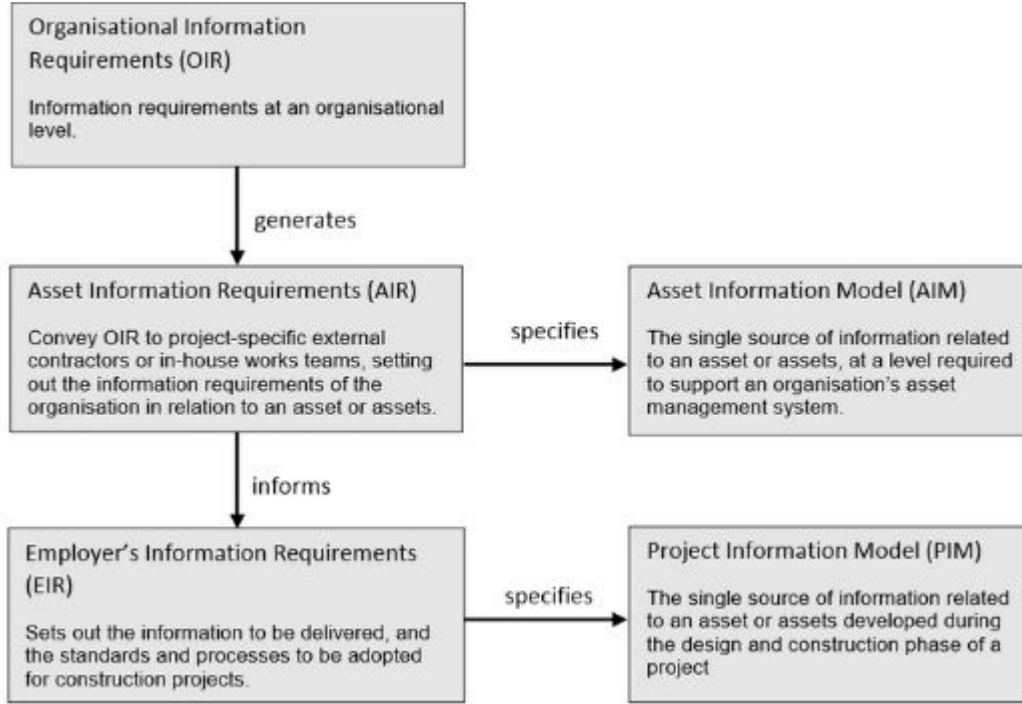 Organisational Information
Requirements (OIR)
Information requirements at an organisational
level.
generates
Asset Information Requirements (AIR)
Convey OIR to project-specific external
contractors or in-house works teams, setting
out the information requirements of the
organisation in relation to an asset or assets.
specifies
Asset Information Model (AIM)
The single source of information related
to an asset or assets, at a level required
to support an organisation's asset
management system.
informs
Employer's Information Requirements
(EIR)
Sets out the information to be delivered, and
the standards and processes to be adopted
for construction projects.
specifies
Project Information Model (PIM)
The single source of information related
to an asset or assets developed during
the design and construction phase of a
project